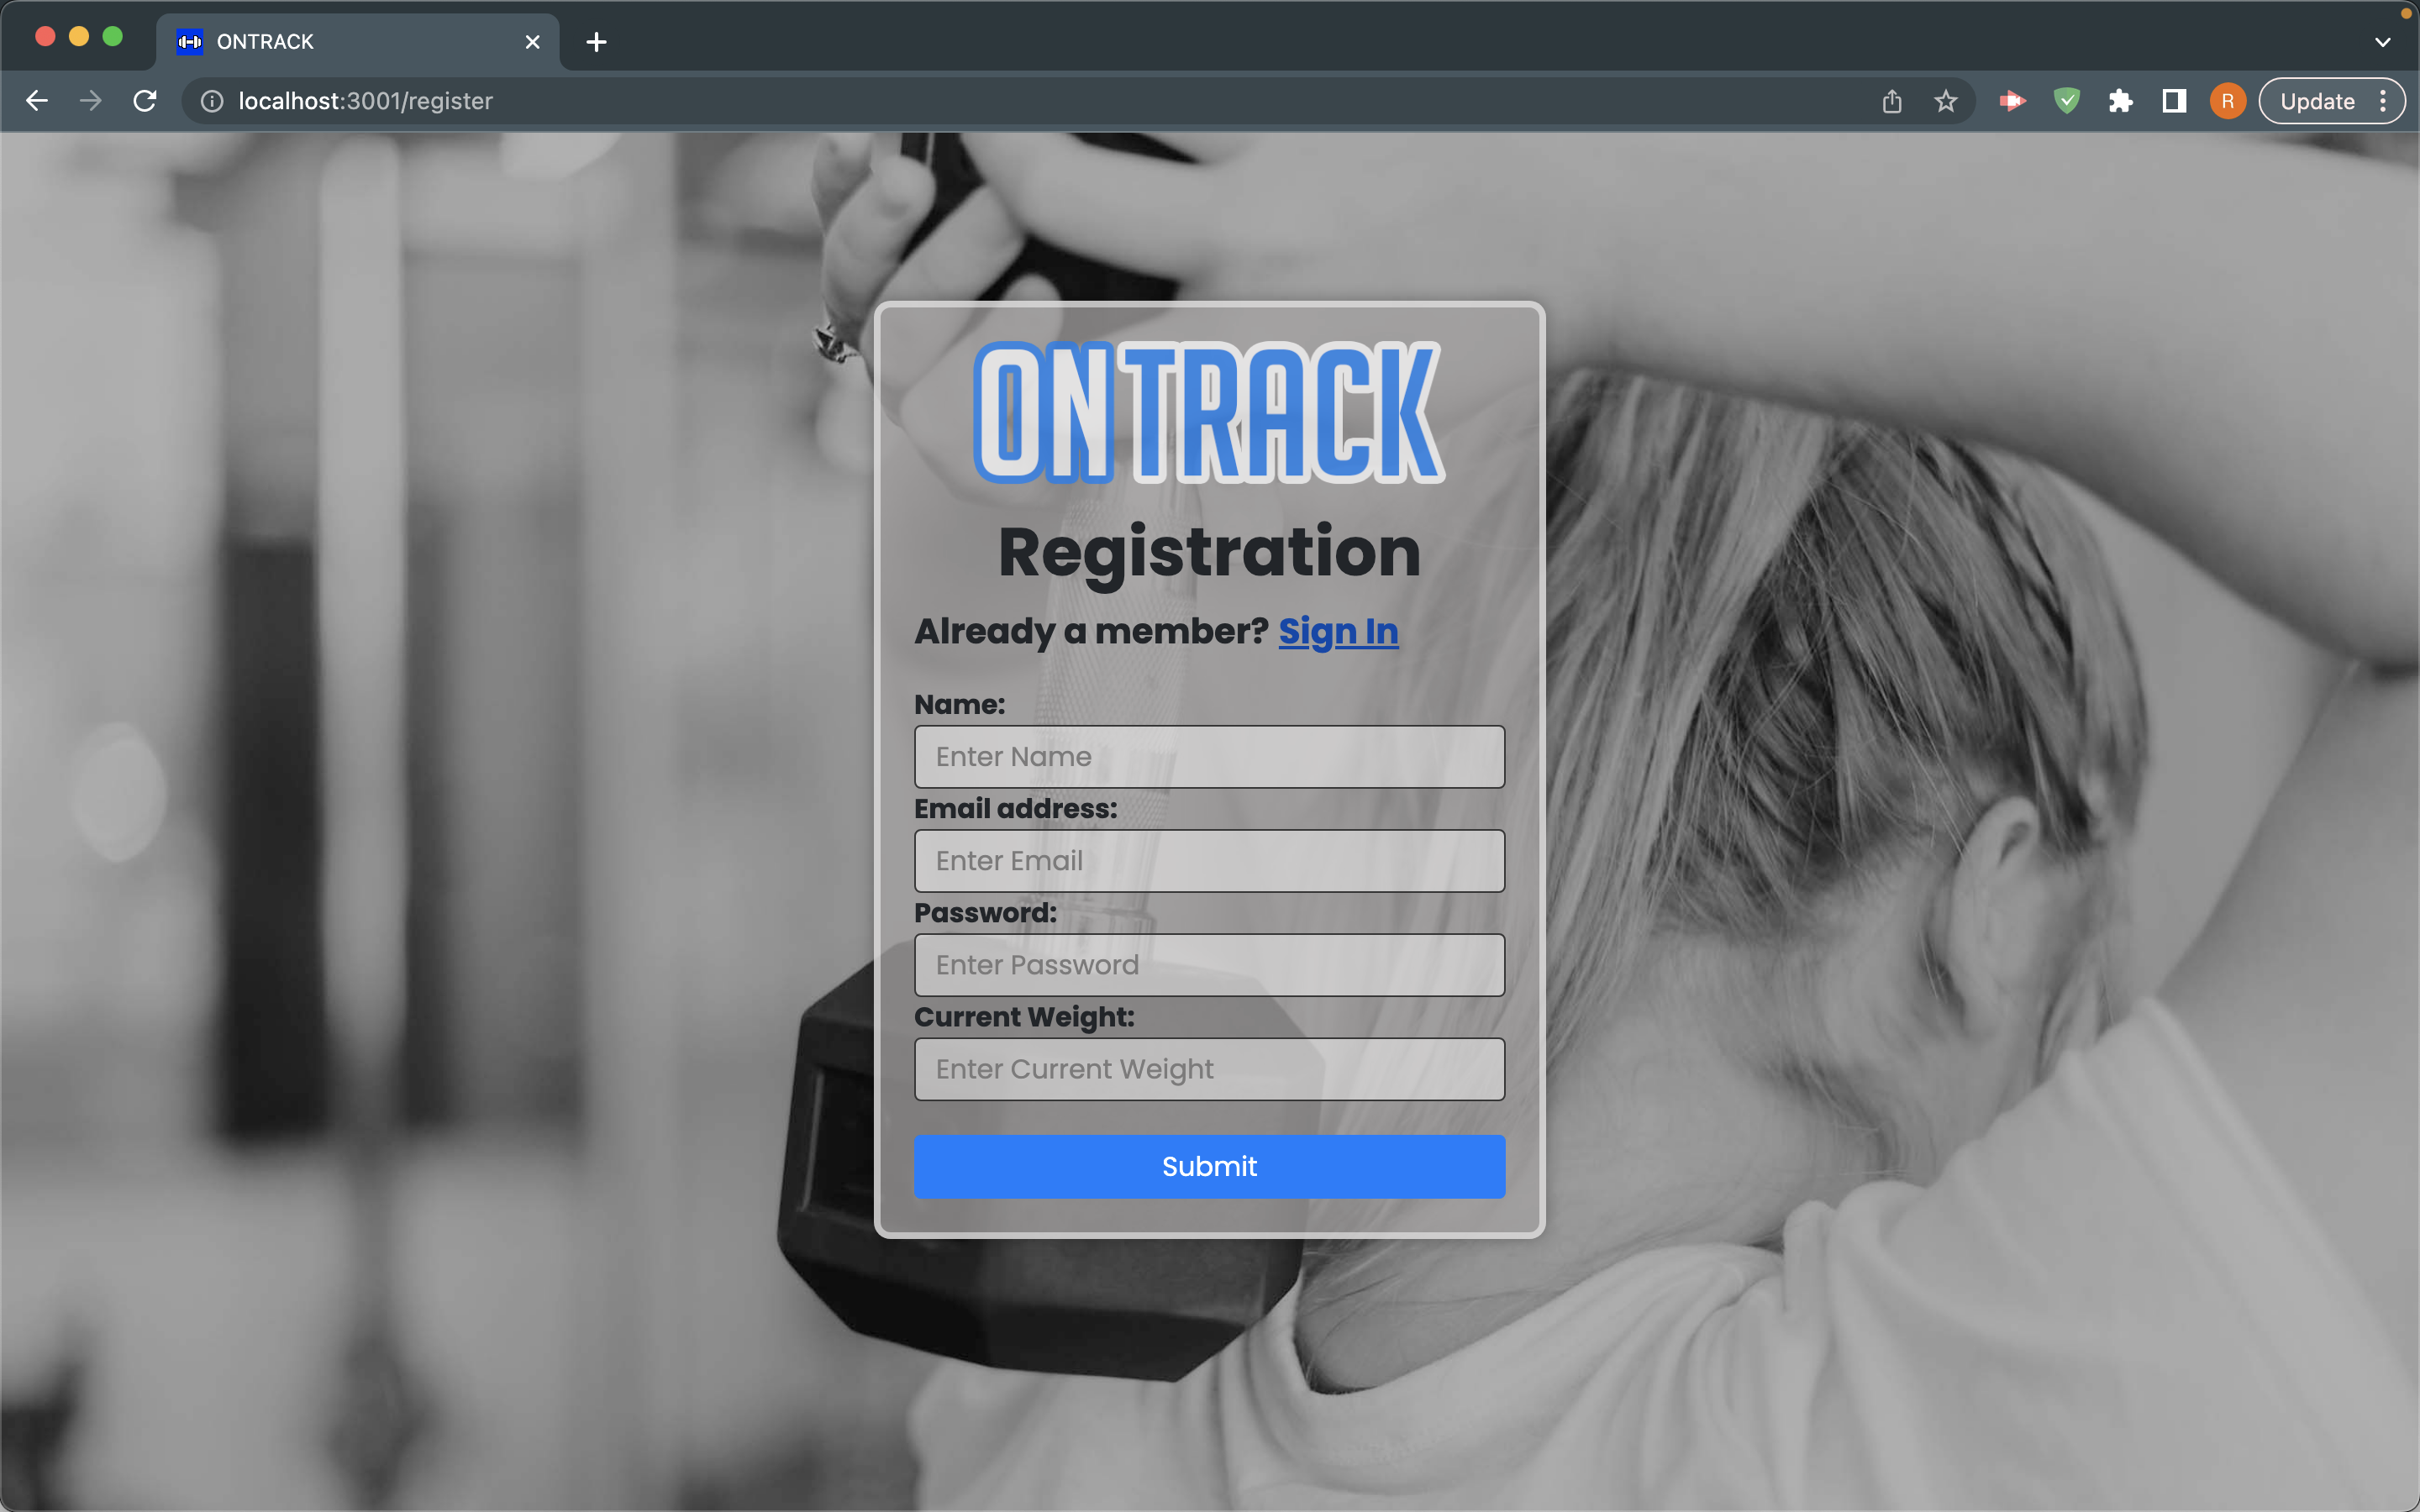 ONTRACK
localhost:3001/register
R
Update
ONTRACK
Registration
Already a member? Sign In
Name:
Enter Name
Email address:
Enter Email
Password:
Enter Password
Current Weight:
Enter Current Weight
Submit